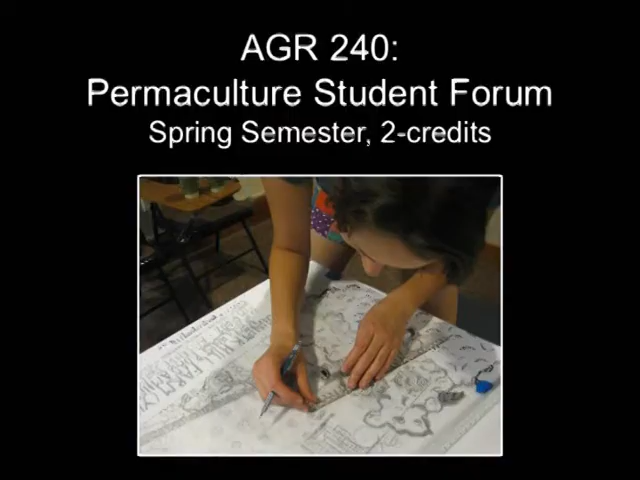 AGR 240:
Permaculture Student Forum
Spring Semester, 2-credits